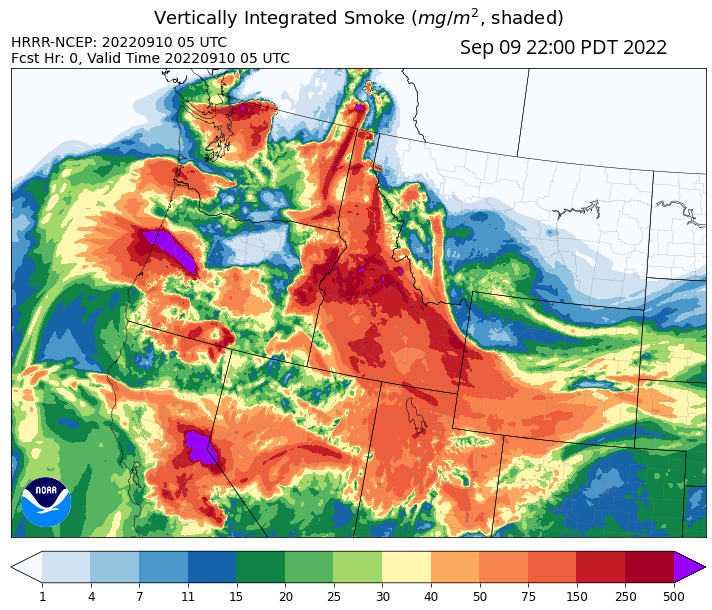 Vertically Integrated Smoke (mg/m², shaded)
HRRR-NCEP: 20220910 05 UTC
Fcst Hr: 0, Valid Time 20220910 05 UTC
Sep 09 22:00 PDT 2022
NOAA
1 4 7 11 15 20 25 30 40 50 75 150 250 500